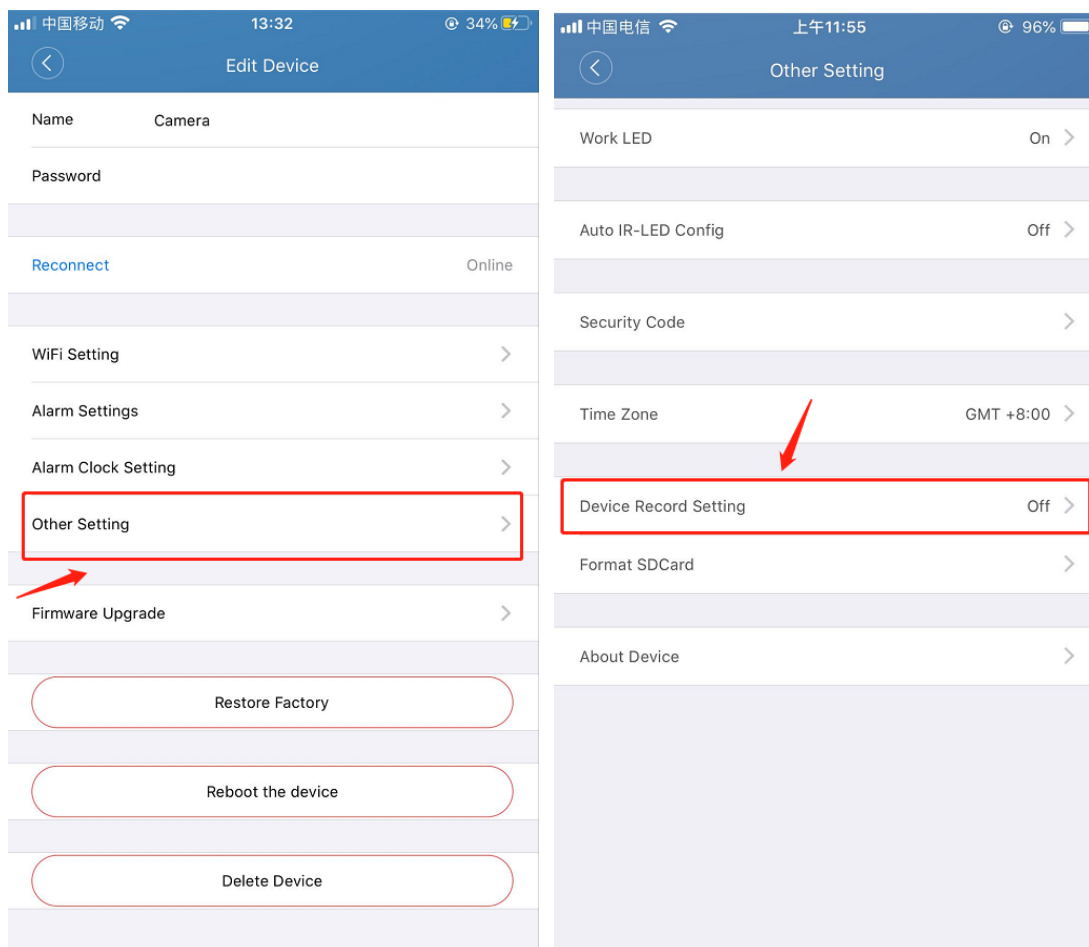 中国移动 13:32 34%
Edit Device
Name Camera
Password
Reconnect Online
WiFi Setting
Alarm Settings
Alarm Clock Setting
Other Setting
Firmware Upgrade
Restore Factory
Reboot the device
Delete Device
中国电信 上午11:55 96%
Other Setting
Work LED On
Auto IR-LED Config Off
Security Code
Time Zone GMT +8:00
Device Record Setting Off
Format SDCard
About Device